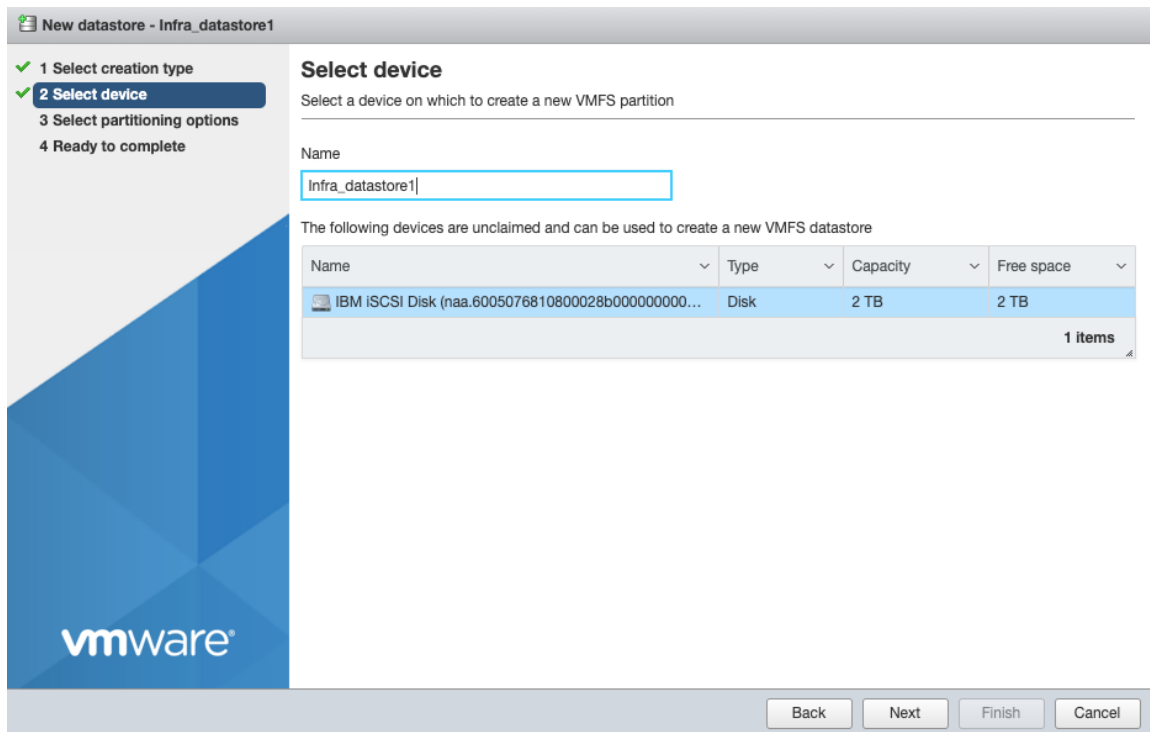 New datastore - Infra_datastore1
1 Select creation type
2 Select device
3 Select partitioning options
4 Ready to complete
vmware®
Select device
Select a device on which to create a new VMFS partition
Name
Infra_datastore1
The following devices are unclaimed and can be used to create a new VMFS datastore
Name Type Capacity Free space
IBM iSCSI Disk (naa.6005076810800028b000000000... Disk 2 TB 2 TB
1 items
Back Next Finish Cancel